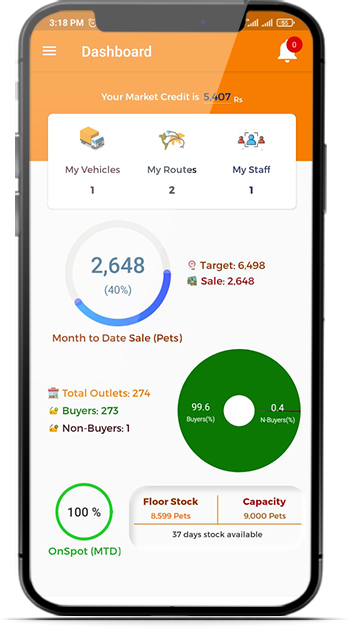 3:18 PM
55
Dashboard
0
Your Market Credit is 5,407 Rs
My Vehicles
1
My Routes
2
My Staff
1
2,648
(40%)
Target: 6,498
Sale: 2,648
Month to Date Sale (Pets)
Total Outlets: 274
Buyers: 273
Non-Buyers: 1
99.6
Buyers(%)
0.4
N-Buyers(%)
100 %
OnSpot (MTD)
Floor Stock
8,599 Pets
Capacity
9,000 Pets
37 days stock available